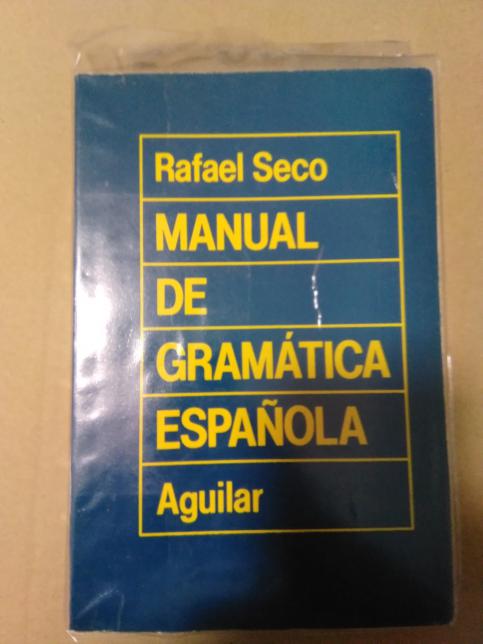 Rafael Seco
MANUAL
DE
GRAMÁTICA
ESPAÑOLA
Aguilar